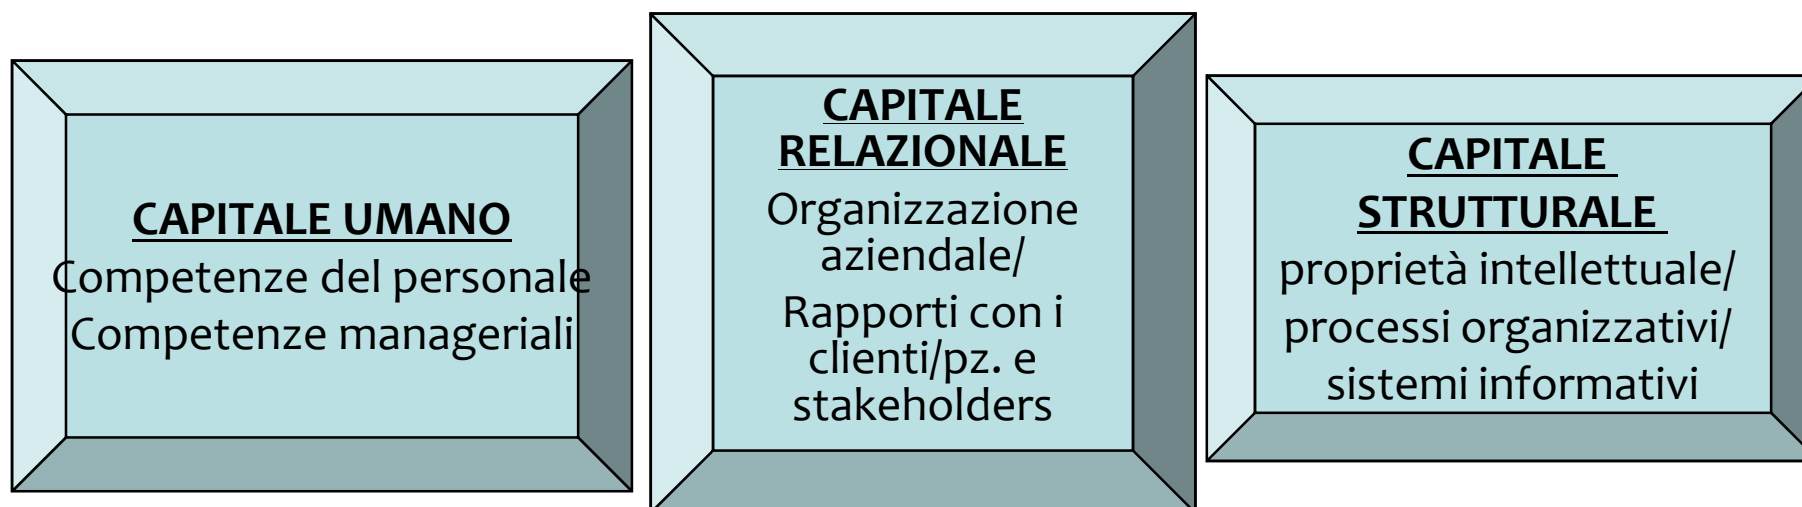 CAPITALE UMANO
Competenze del personale
Competenze manageriali
CAPITALE
RELAZIONALE
Organizzazione
aziendale/
Rapporti con i
clienti/pz. e
stakeholders
CAPITALE
STRUTTURALE
proprietà intellettuale/
processi organizzativi/
sistemi informativi